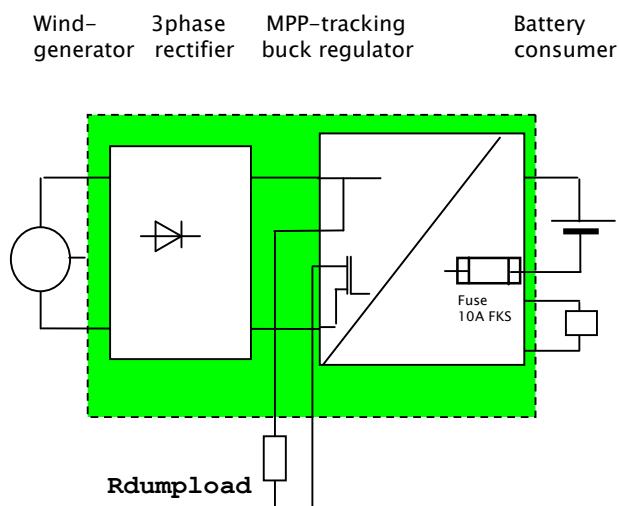 Wind-
generator
3phase
rectifier
MPP-tracking
buck regulator
Battery
consumer
Fuse
10A FKS
Rdumpload